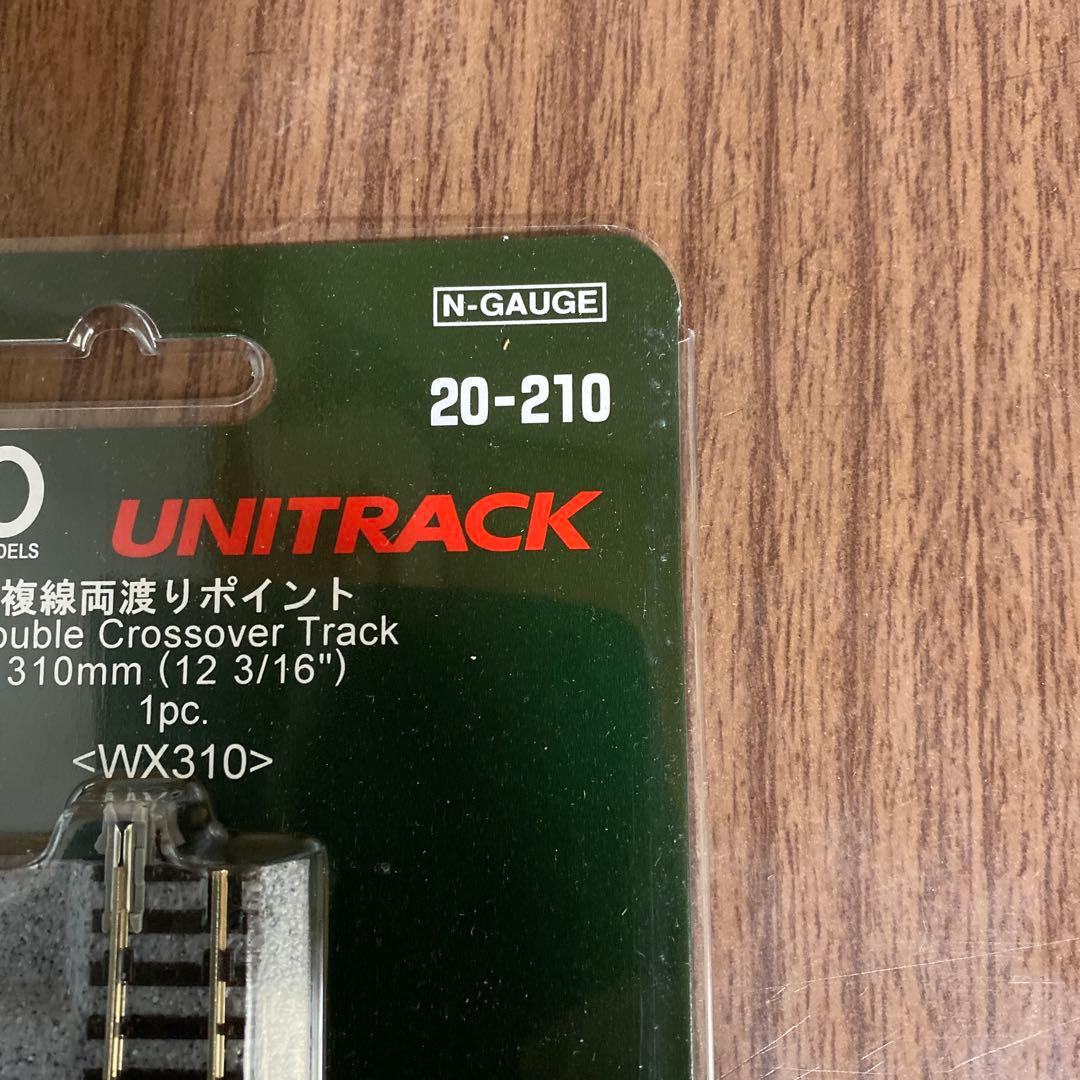 N-GAUGE
20-210
UNITRACK
複線両渡りポイント
Crossover Track
310mm (12 3/16")
1pc.
<WX310>